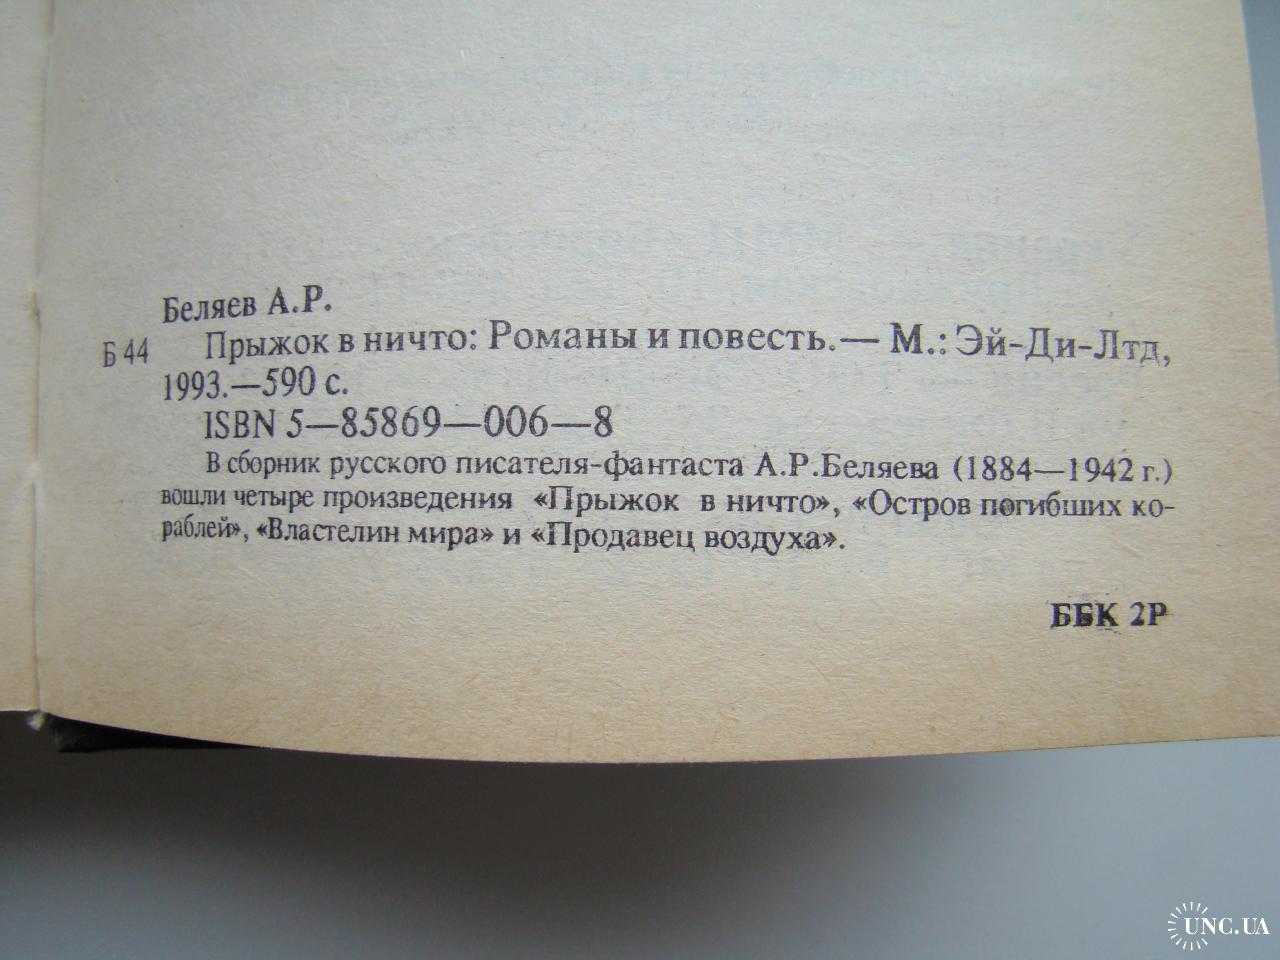 Беляев А.Р.
Б 44 Прыжок в ничто: Романы и повесть.— М.: Эй-Ди-Лтд,
1993.—590 с.
ISBN 5—85869—006—8
В сборник русского писателя-фантаста А.Р.Беляева (1884—1942 г.)
вошли четыре произведения «Прыжок в ничто», «Остров погибших ко-
раблей», «Властелин мира» и «Продавец воздуха».
ББК 2Р
UNC.UA